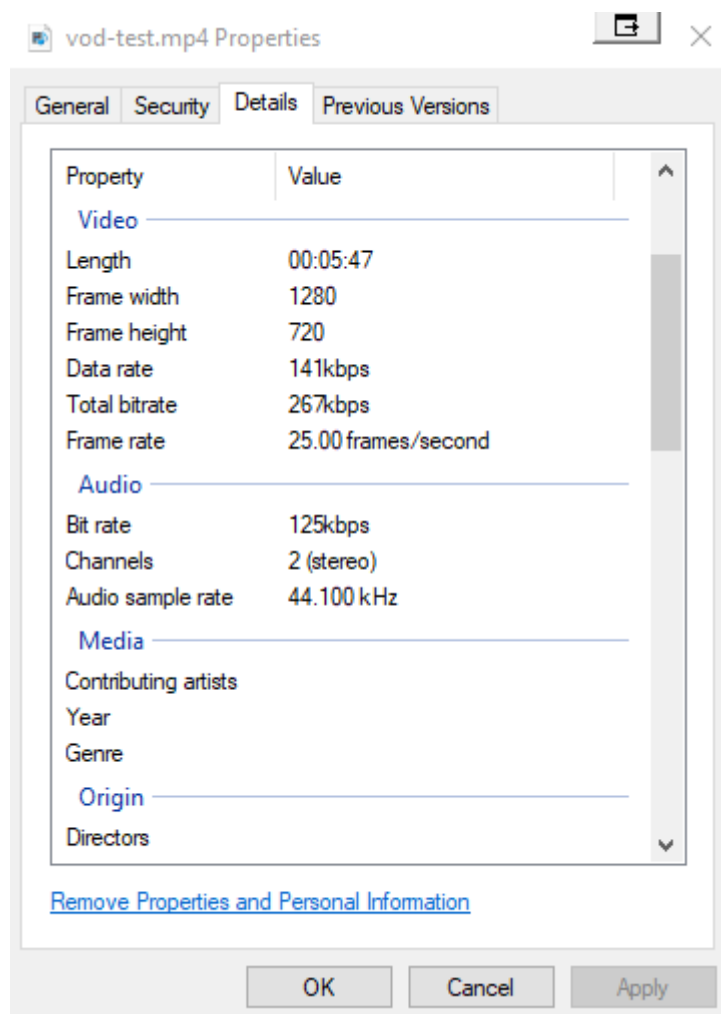 vod-test.mp4 Properties
General Security Details Previous Versions
Property Value
Video
Length 00:05:47
Frame width 1280
Frame height 720
Data rate 141kbps
Total bitrate 267kbps
Frame rate 25.00 frames/second
Audio
Bit rate 125kbps
Channels 2 (stereo)
Audio sample rate 44.100 kHz
Media
Contributing artists
Year
Genre
Origin
Directors
Remove Properties and Personal Information
OK Cancel Apply